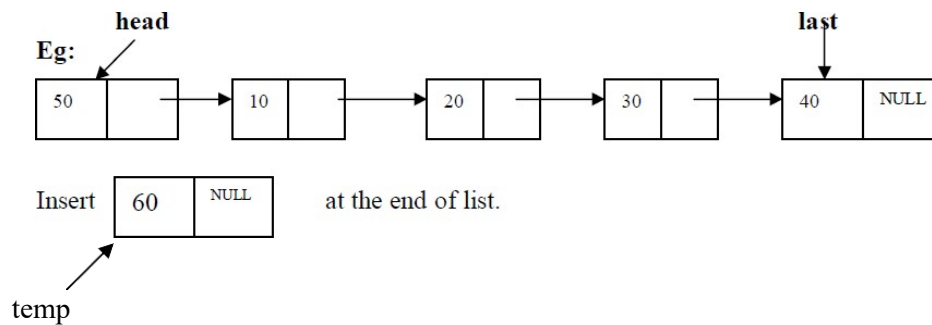 head last
Eg:
50 10 20 30 40 NULL
Insert 60 NULL at the end of list.
temp